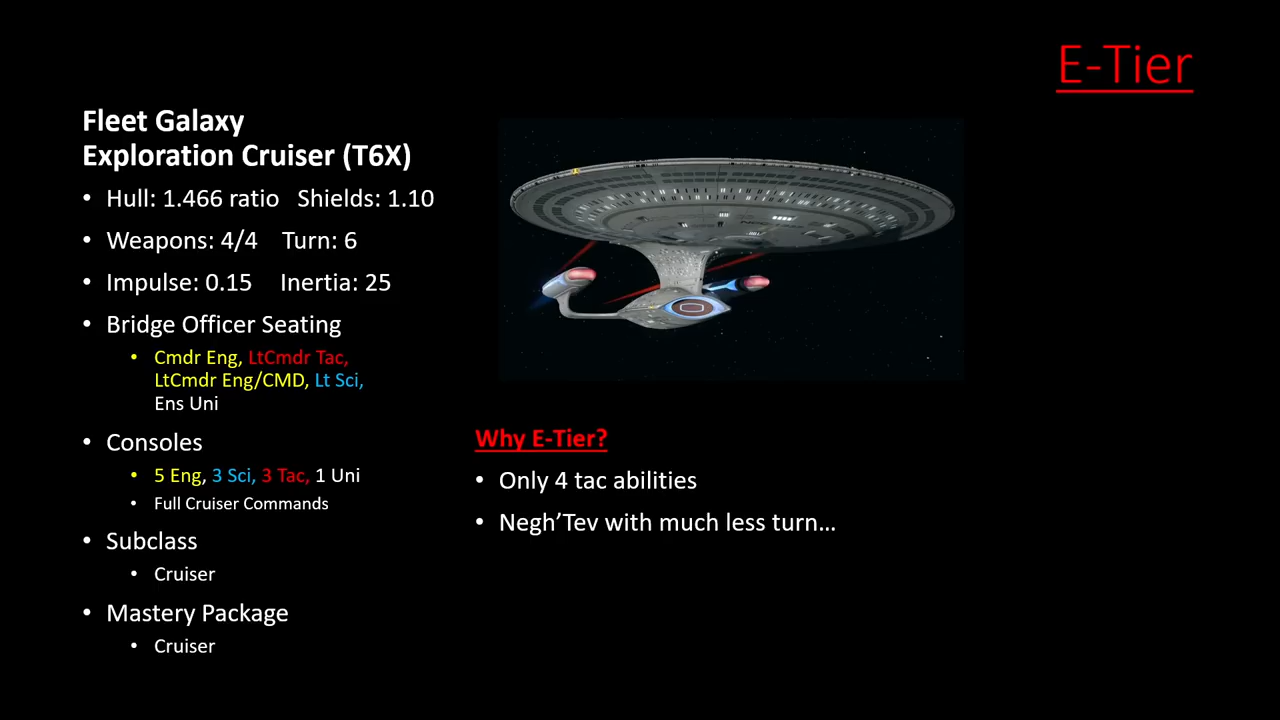 E-Tier
Fleet Galaxy
Exploration Cruiser (T6X)
• Hull: 1.466 ratio Shields: 1.10
• Weapons: 4/4 Turn: 6
• Impulse: 0.15 Inertia: 25
• Bridge Officer Seating
• Cmdr Eng, LtCmdr Tac,
LtCmdr Eng/CMD, Lt Sci,
Ens Uni
• Consoles
• 5 Eng, 3 Sci, 3 Tac, 1 Uni
• Full Cruiser Commands
• Subclass
• Cruiser
• Mastery Package
• Cruiser
Why E-Tier?
• Only 4 tac abilities
• Negh’Tev with much less turn…